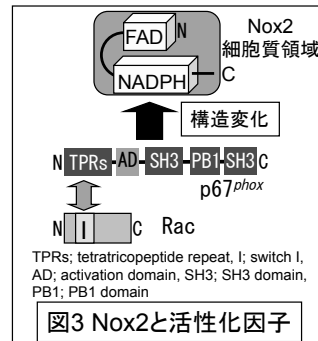 FAD N
Nox2
細胞質領域
NADPH C
構造変化
N TPRs AD SH3 PB1 SH3 C
p67phox
N I C Rac
TPRs; tetratricopeptide repeat, I; switch I,
AD; activation domain, SH3; SH3 domain,
PB1; PB1 domain
図3 Nox2と活性化因子